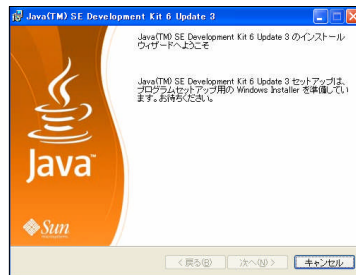 Java(TM) SE Development Kit 6 Update 3
Java(TM) SE Development Kit 6 Update 3 のインストール
ウィザードへようこそ
Java(TM) SE Development Kit 6 Update 3 セットアップは、
プログラムセットアップ用の Windows Installer を準備してい
ます。お待ちください。
Java
Sun
< 戻る(B)
次へ(N) >
キャンセル